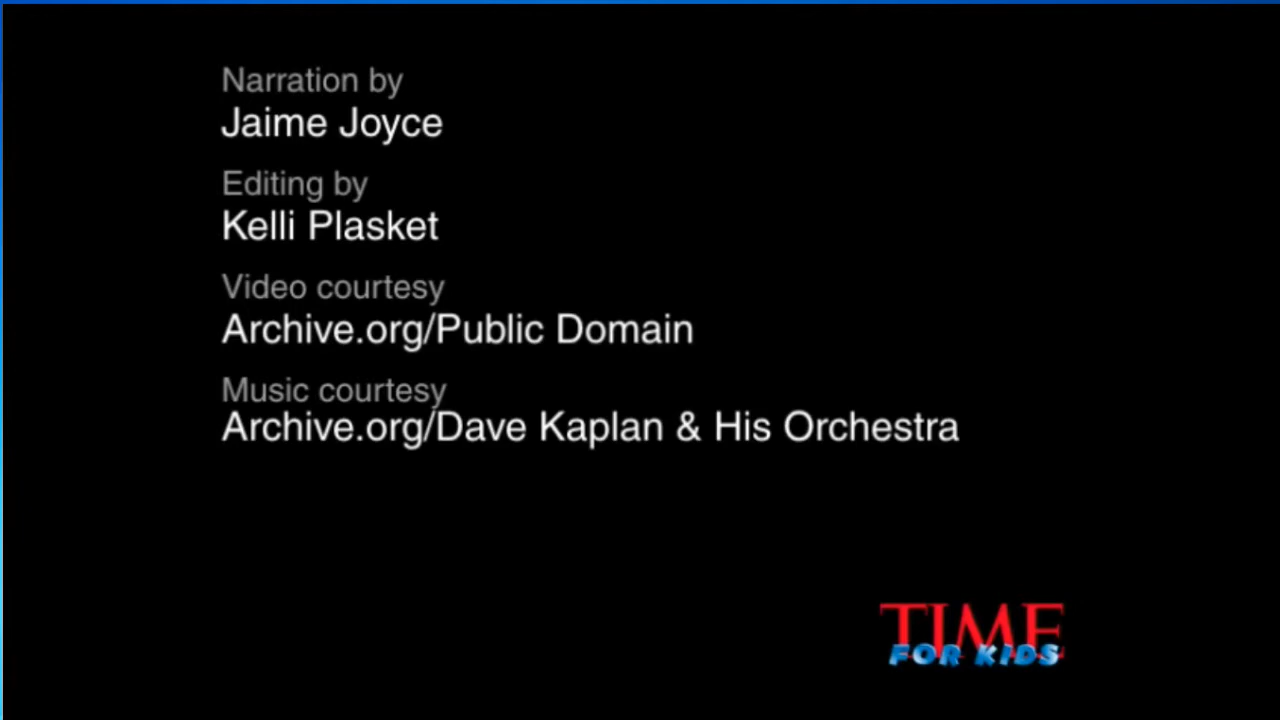 Narration by
Jaime Joyce
Editing by
Kelli Plasket
Video courtesy
Archive.org/Public Domain
Music courtesy
Archive.org/Dave Kaplan & His Orchestra
TIME
FOR KIDS